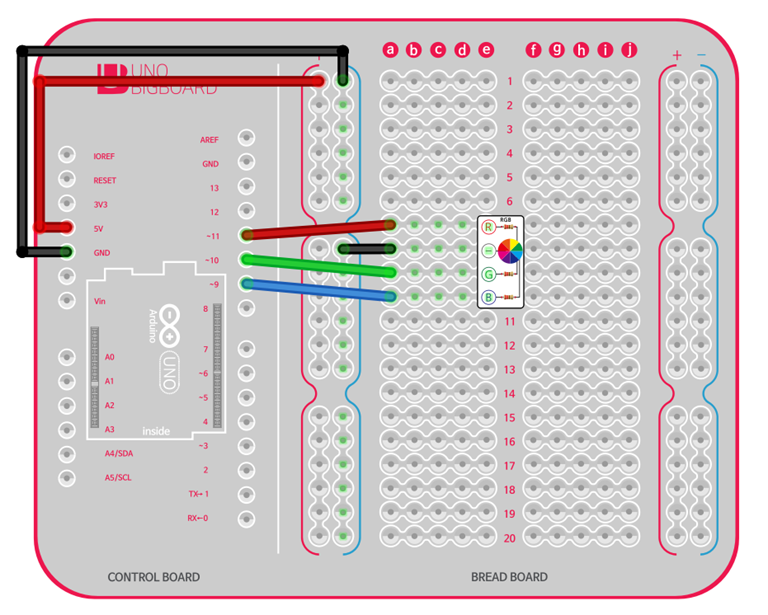 UNO
BIGBOARD
+
a b c d e f g h i j
+ −
IOREF
RESET
3V3
5V
GND
Vin
A0
A1
A2
A3
A4/SDA
A5/SCL
AREF
GND
13
12
~11
~10
~9
8
7
~6
~5
4
~3
2
TX→1
RX←0
Arduino
UNO
inside
1
2
3
4
5
6
RGB
R
−
G
B
11
12
13
14
15
16
17
18
19
20
CONTROL BOARD
BREAD BOARD